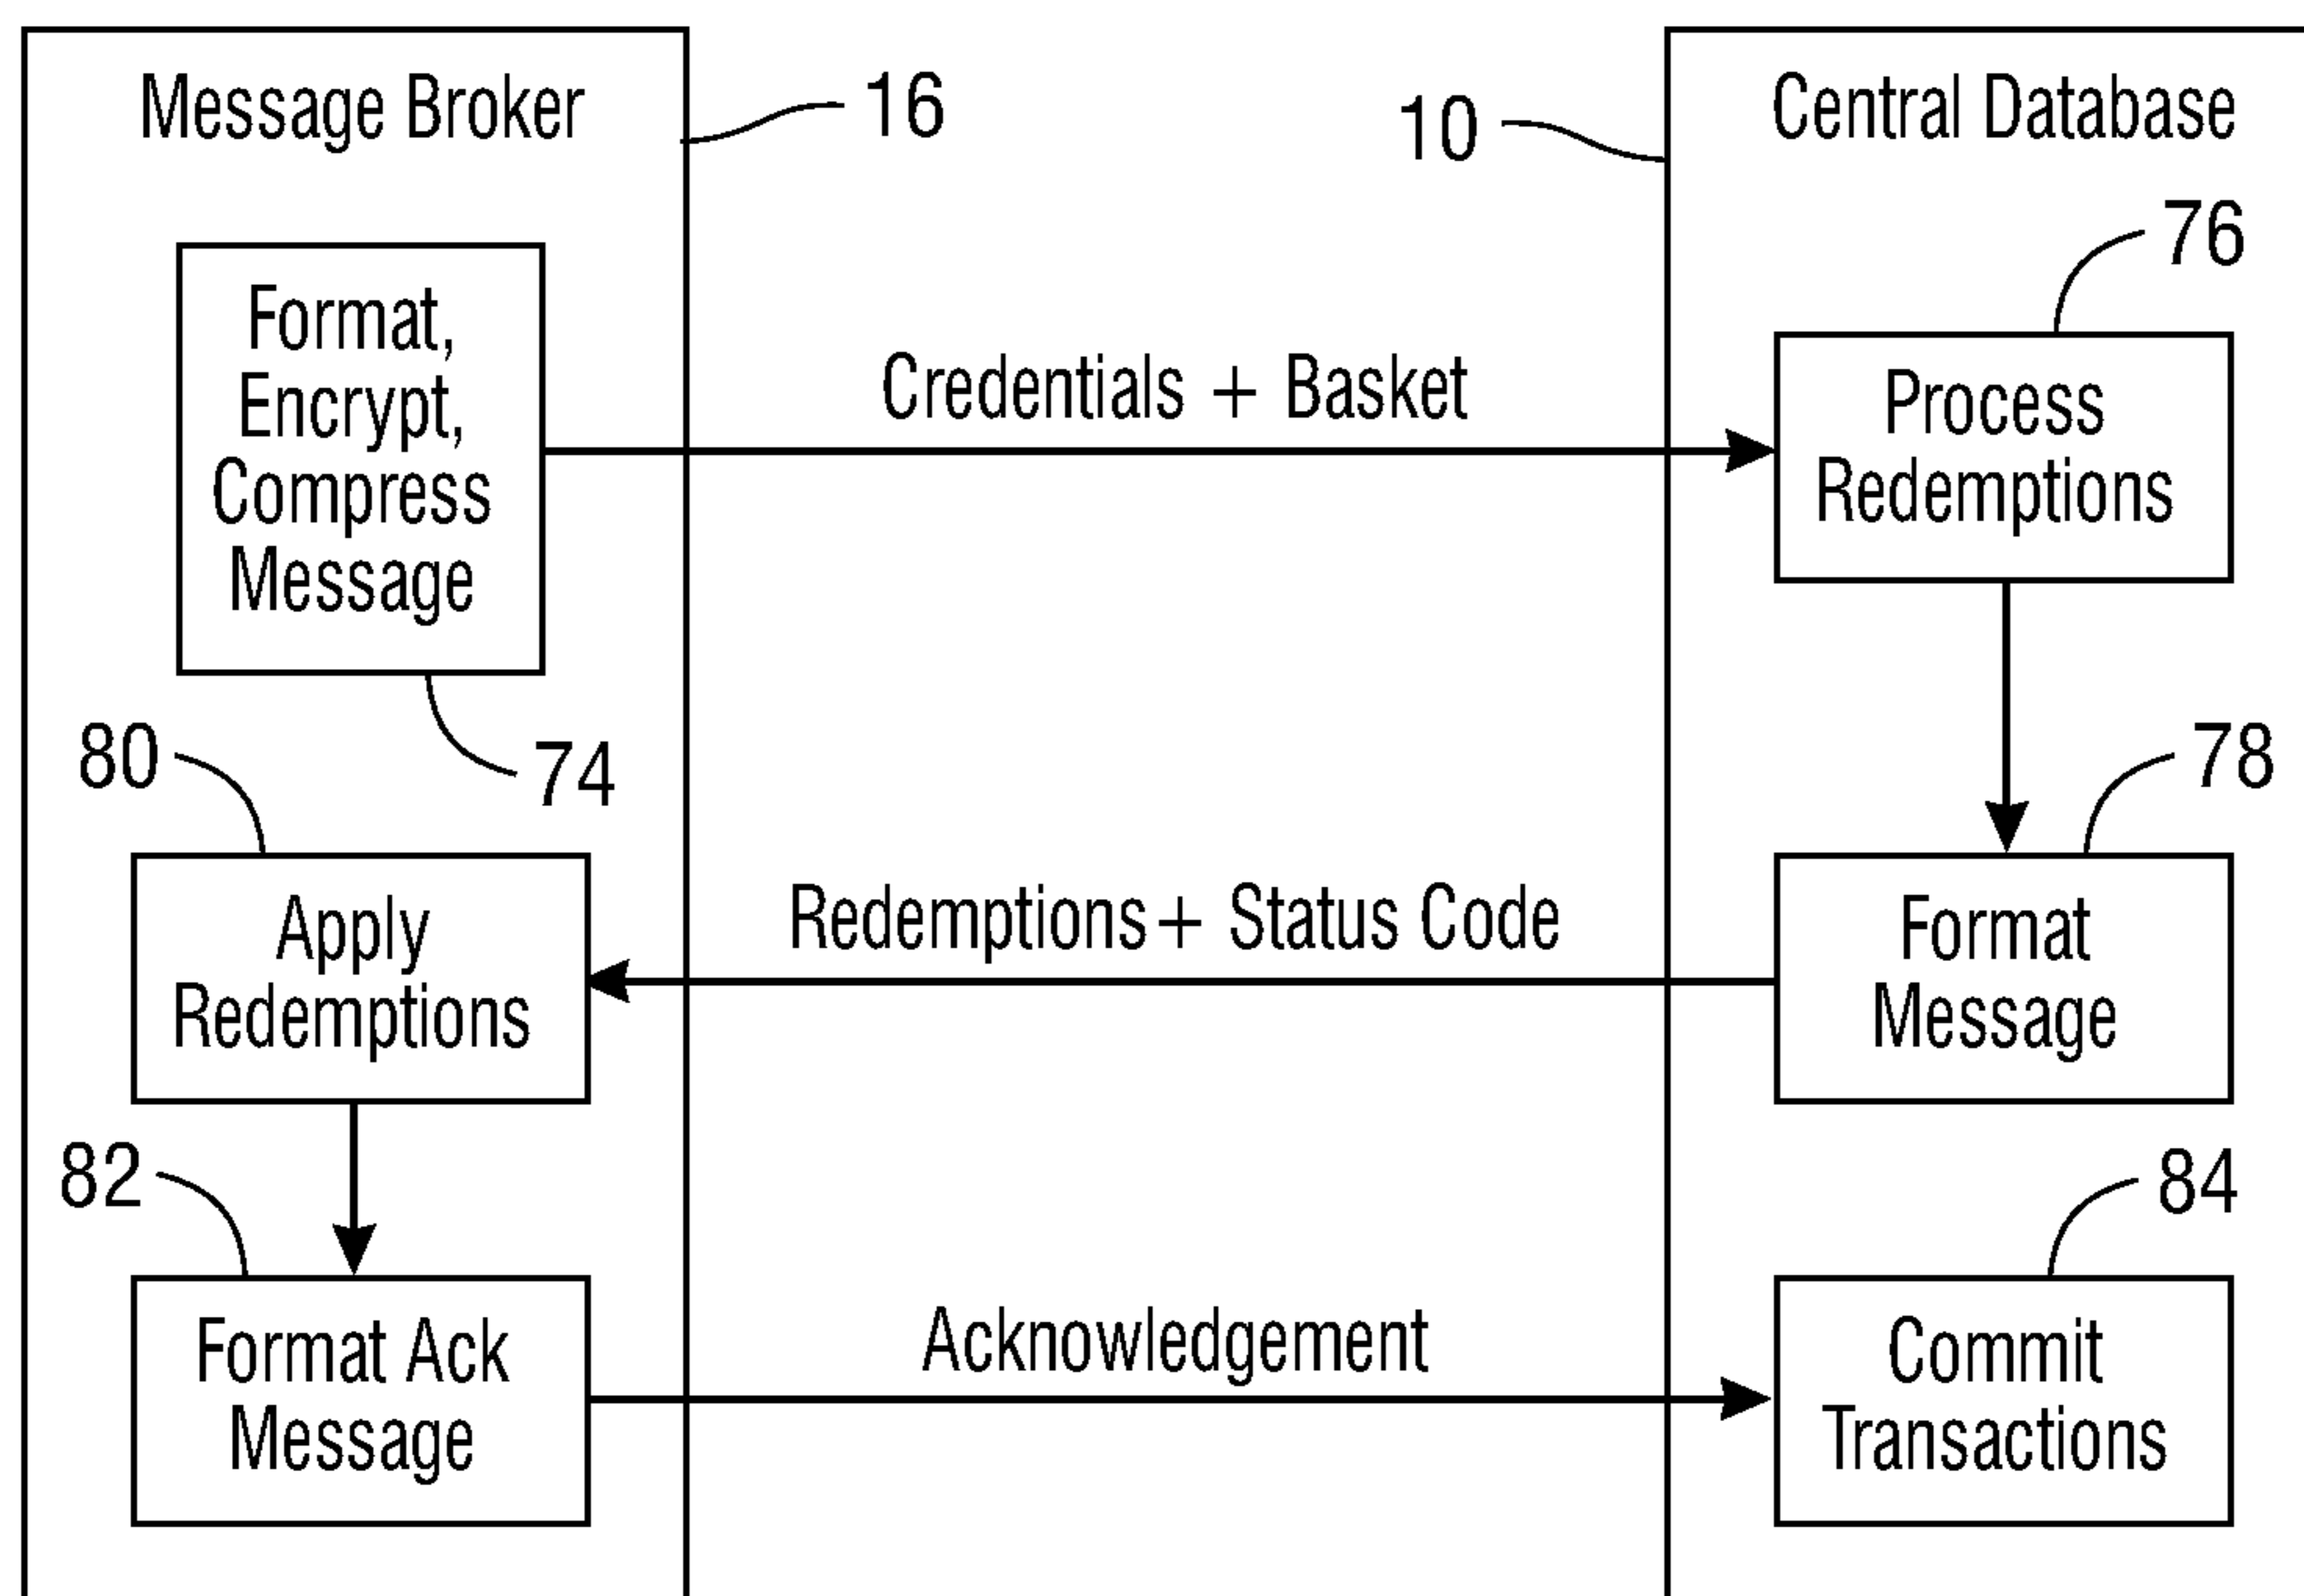 Message Broker
16
10
Central Database
76
Format,
Encrypt,
Compress
Message
Credentials + Basket
Process
Redemptions
74
80
78
Apply
Redemptions
Redemptions + Status Code
Format
Message
82
84
Format Ack
Message
Acknowledgement
Commit
Transactions